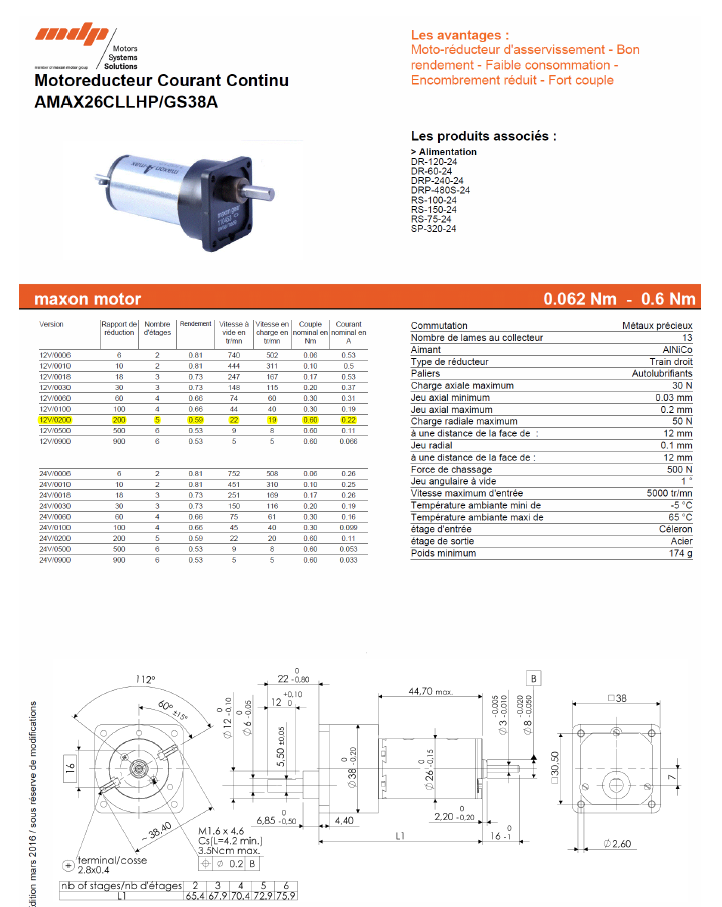 mdp
Motors
Systems
Solutions
member of maxon motor group
Motoreducteur Courant Continu
AMAX26CLLHP/GS38A
Les avantages :
Moto-réducteur d'asservissement - Bon
rendement - Faible consommation -
Encombrement réduit - Fort couple
Les produits associés :
> Alimentation
DR-120-24
DR-60-24
DRP-240-24
DRP-480S-24
RS-100-24
RS-150-24
RS-75-24
SP-320-24
maxon motor 0.062 Nm - 0.6 Nm
Version Rapport de réduction Nombre d'étages Rendement Vitesse à vide en tr/mn Vitesse en charge en tr/mn Couple nominal en Nm Courant nominal en A
12V/0006 6 2 0.81 740 502 0.06 0.53
12V/0010 10 2 0.81 444 311 0.10 0.5
12V/0018 18 3 0.73 247 167 0.17 0.53
12V/0030 30 3 0.73 148 115 0.20 0.37
12V/0060 60 4 0.66 74 60 0.30 0.31
12V/0100 100 4 0.66 44 40 0.30 0.19
12V/0200 200 5 0.59 22 19 0.60 0.22
12V/0500 500 6 0.53 9 8 0.60 0.11
12V/0900 900 6 0.53 5 5 0.60 0.066
24V/0006 6 2 0.81 752 508 0.06 0.26
24V/0010 10 2 0.81 451 310 0.10 0.25
24V/0018 18 3 0.73 251 169 0.17 0.26
24V/0030 30 3 0.73 150 116 0.20 0.19
24V/0060 60 4 0.66 75 61 0.30 0.16
24V/0100 100 4 0.66 45 40 0.30 0.099
24V/0200 200 5 0.59 22 20 0.60 0.11
24V/0500 500 6 0.53 9 8 0.60 0.053
24V/0900 900 6 0.53 5 5 0.60 0.033
Commutation Métaux précieux
Nombre de lames au collecteur 13
Aimant AlNiCo
Type de réducteur Train droit
Paliers Autolubrifiants
Charge axiale maximum 30 N
Jeu axial minimum 0.03 mm
Jeu axial maximum 0.2 mm
Charge radiale maximum 50 N
à une distance de la face de : 12 mm
Jeu radial 0.1 mm
à une distance de la face de : 12 mm
Force de chassage 500 N
Jeu angulaire à vide 1 °
Vitesse maximum d'entrée 5000 tr/mn
Température ambiante mini de -5 °C
Température ambiante maxi de 65 °C
étage d'entrée Céleron
étage de sortie Acier
Poids minimum 174 g
112°
60° ±15°
16
~ 38,40
terminal/cosse
2.8x0.4
22 0 -0,80
12 +0,10 0
Ø 12 0 -0,10
Ø 6 0 -0,05
5,50 ±0,05
6,85 0 -0,50
4,40
M1.6 x 4.6
Cs(L=4.2 min.)
3.5Ncm max.
Ø 0.2 B
Ø 38 0 -0,20
Ø 26 0 -0,15
44,70 max.
Ø 3 -0,005 -0,010
Ø 8 -0,020 -0,050
B
2,20 0 -0,20
L1
16 0 -1
□38
□30,50
7
Ø 2,60
nb of stages/nb d'étages 2 3 4 5 6
L1 65.4 67.9 70.4 72.9 75.9
dition mars 2016 / sous réserve de modifications